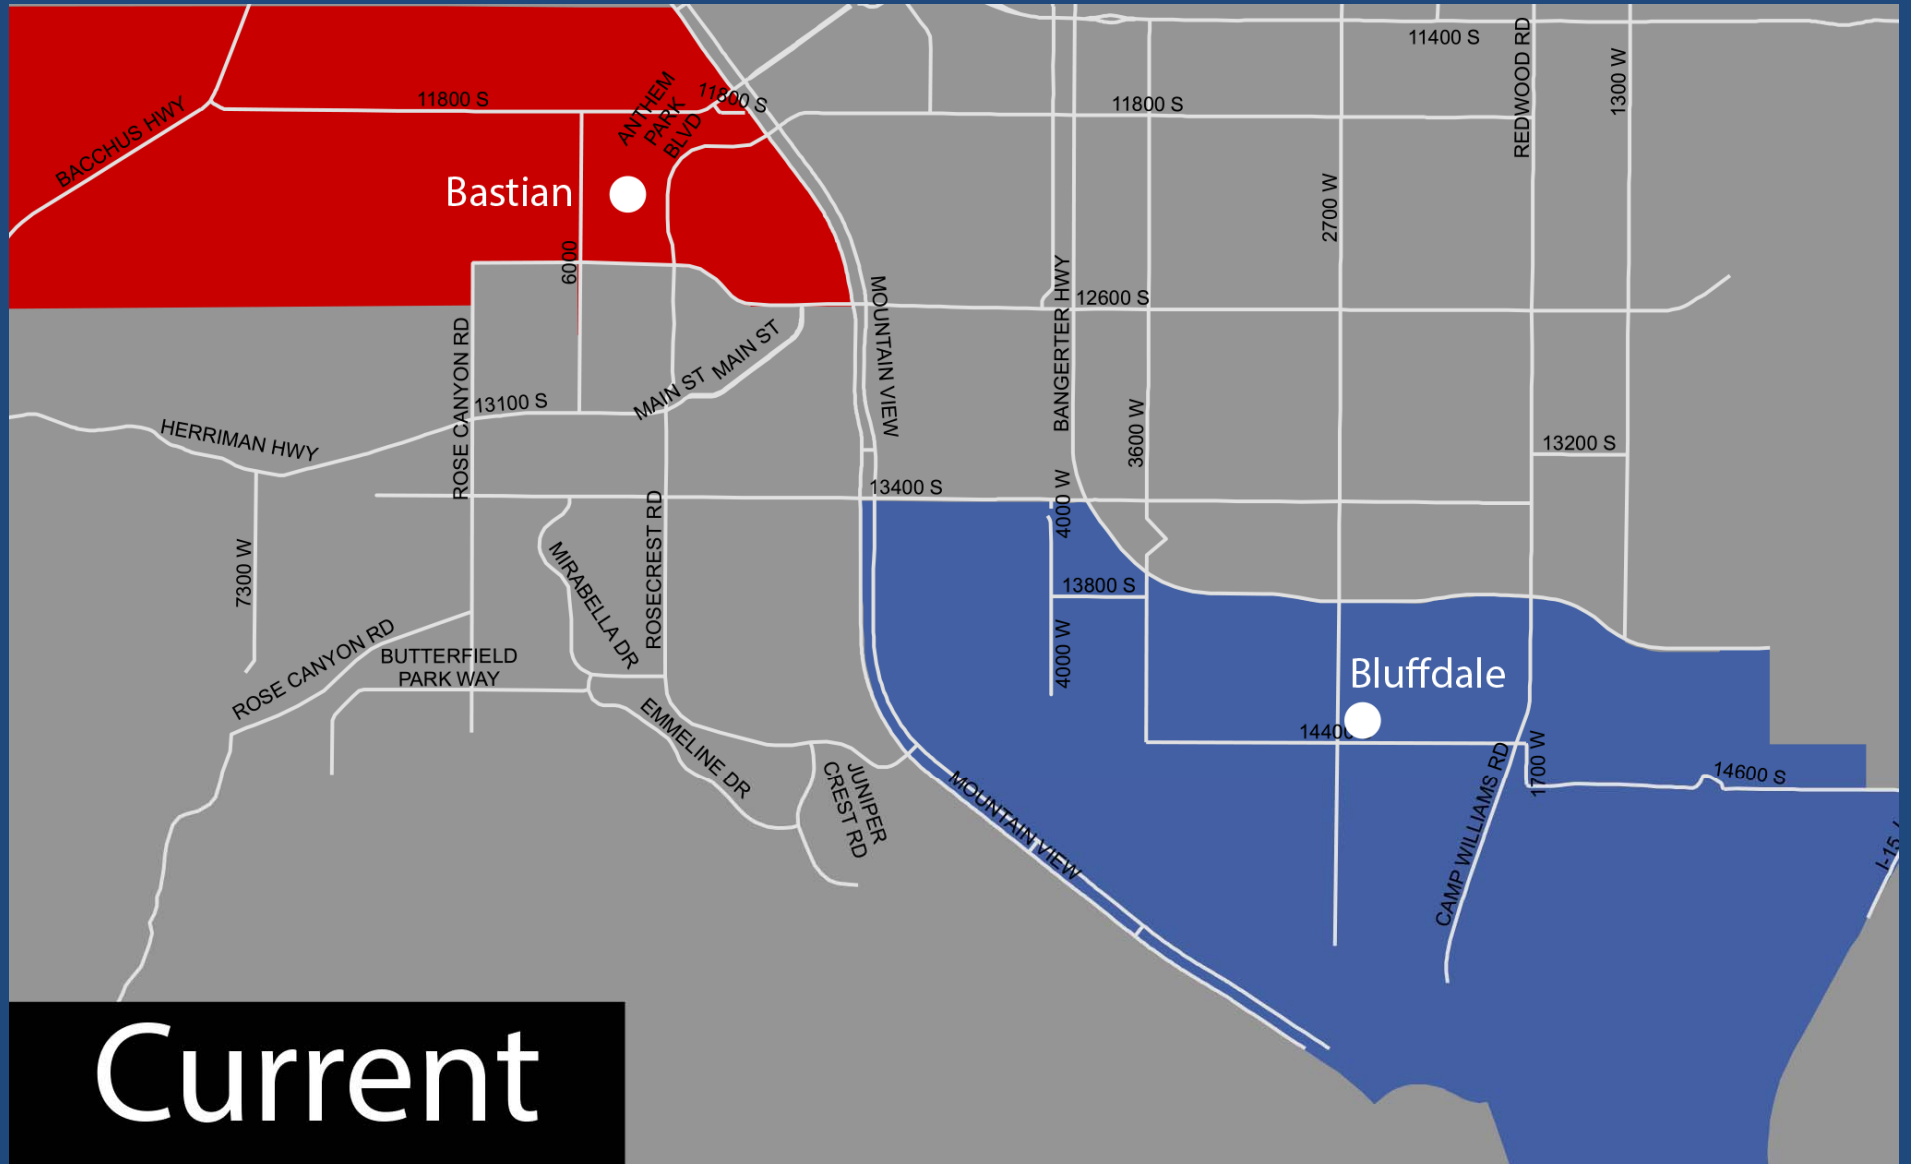 11400 S
REDWOOD RD
1300 W
11800 S
ANTHEM
PARK
BLVD
11800 S
11800 S
BACCHUS HWY
Bastian
2700 W
6000
MOUNTAIN VIEW
BANGERTER HWY
12600 S
ROSE CANYON RD
MAIN ST
MAIN ST
13100 S
3600 W
HERRIMAN HWY
13200 S
13400 S
4000 W
7300 W
MIRABELLA DR
ROSECREST RD
13800 S
ROSE CANYON RD
BUTTERFIELD
PARK WAY
4000 W
Bluffdale
EMMELINE DR
14400
1700 W
JUNIPER
CREST RD
MOUNTAIN VIEW
CAMP WILLIAMS RD
14600 S
I-15
Current